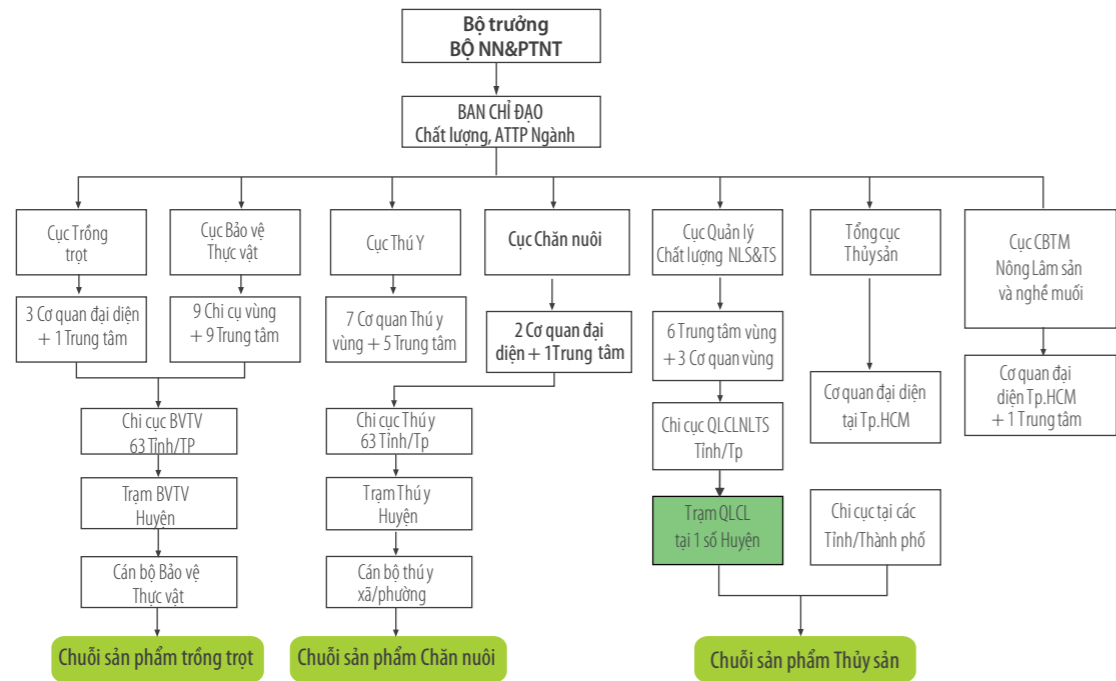 Bộ trưởng
BỘ NN&PTNT
BAN CHỈ ĐẠO
Chất lượng, ATTP Ngành
Cục Trồng
trọt
Cục Bảo vệ
Thực vật
Cục Thú Y
Cục Chăn nuôi
Cục Quản lý
Chất lượng NLS&TS
Tổng cục
Thủy sản
Cục CBTM
Nông Lâm sản
và nghề muối
3 Cơ quan đại diện
+ 1 Trung tâm
9 Chi cụ vùng
+ 9 Trung tâm
7 Cơ quan Thú y
vùng + 5 Trung tâm
2 Cơ quan đại
diện + 1Trung tâm
6 Trung tâm vùng
+ 3 Cơ quan vùng
Cơ quan đại diện
tại Tp.HCM
Cơ quan đại
diện Tp.HCM
+ 1 Trung tâm
Chi cục BVTV
63 Tỉnh/TP
Chi cục Thú y
63 Tỉnh/Tp
Chi cục QLCLNLTS
Tỉnh/Tp
Trạm BVTV
Huyện
Trạm Thú y
Huyện
Trạm QLCL
tại 1 số Huyện
Chi cục tại các
Tỉnh/Thành phố
Cán bộ Bảo vệ
Thực vật
Cán bộ thú y
xã/phường
Chuỗi sản phẩm trồng trọt
Chuỗi sản phẩm Chăn nuôi
Chuỗi sản phẩm Thủy sản